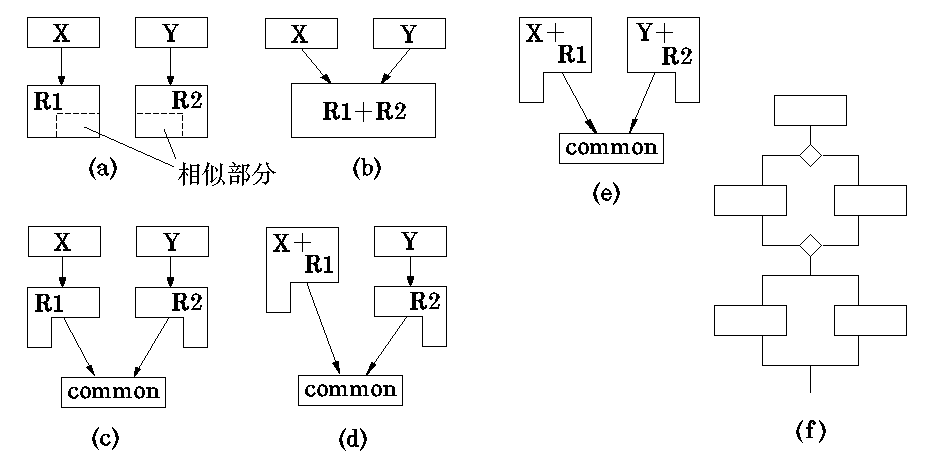 X Y
R1 R2
(a)
相似部分
X Y
R1+R2
(b)
X Y
R1 R2
common
(c)
X+
R1
Y
R2
common
(d)
X+
R1
Y+
R2
common
(e)
(f)